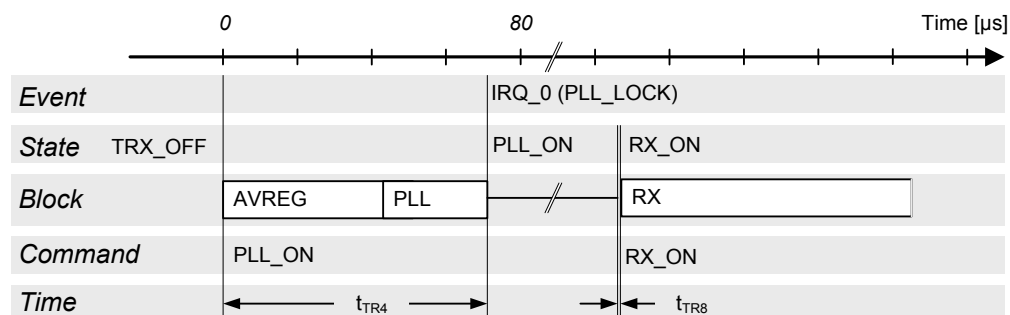 0 80 Time [µs]
Event IRQ_0 (PLL_LOCK)
State TRX_OFF PLL_ON RX_ON
Block AVREG PLL RX
Command PLL_ON RX_ON
Time tTR4 tTR8